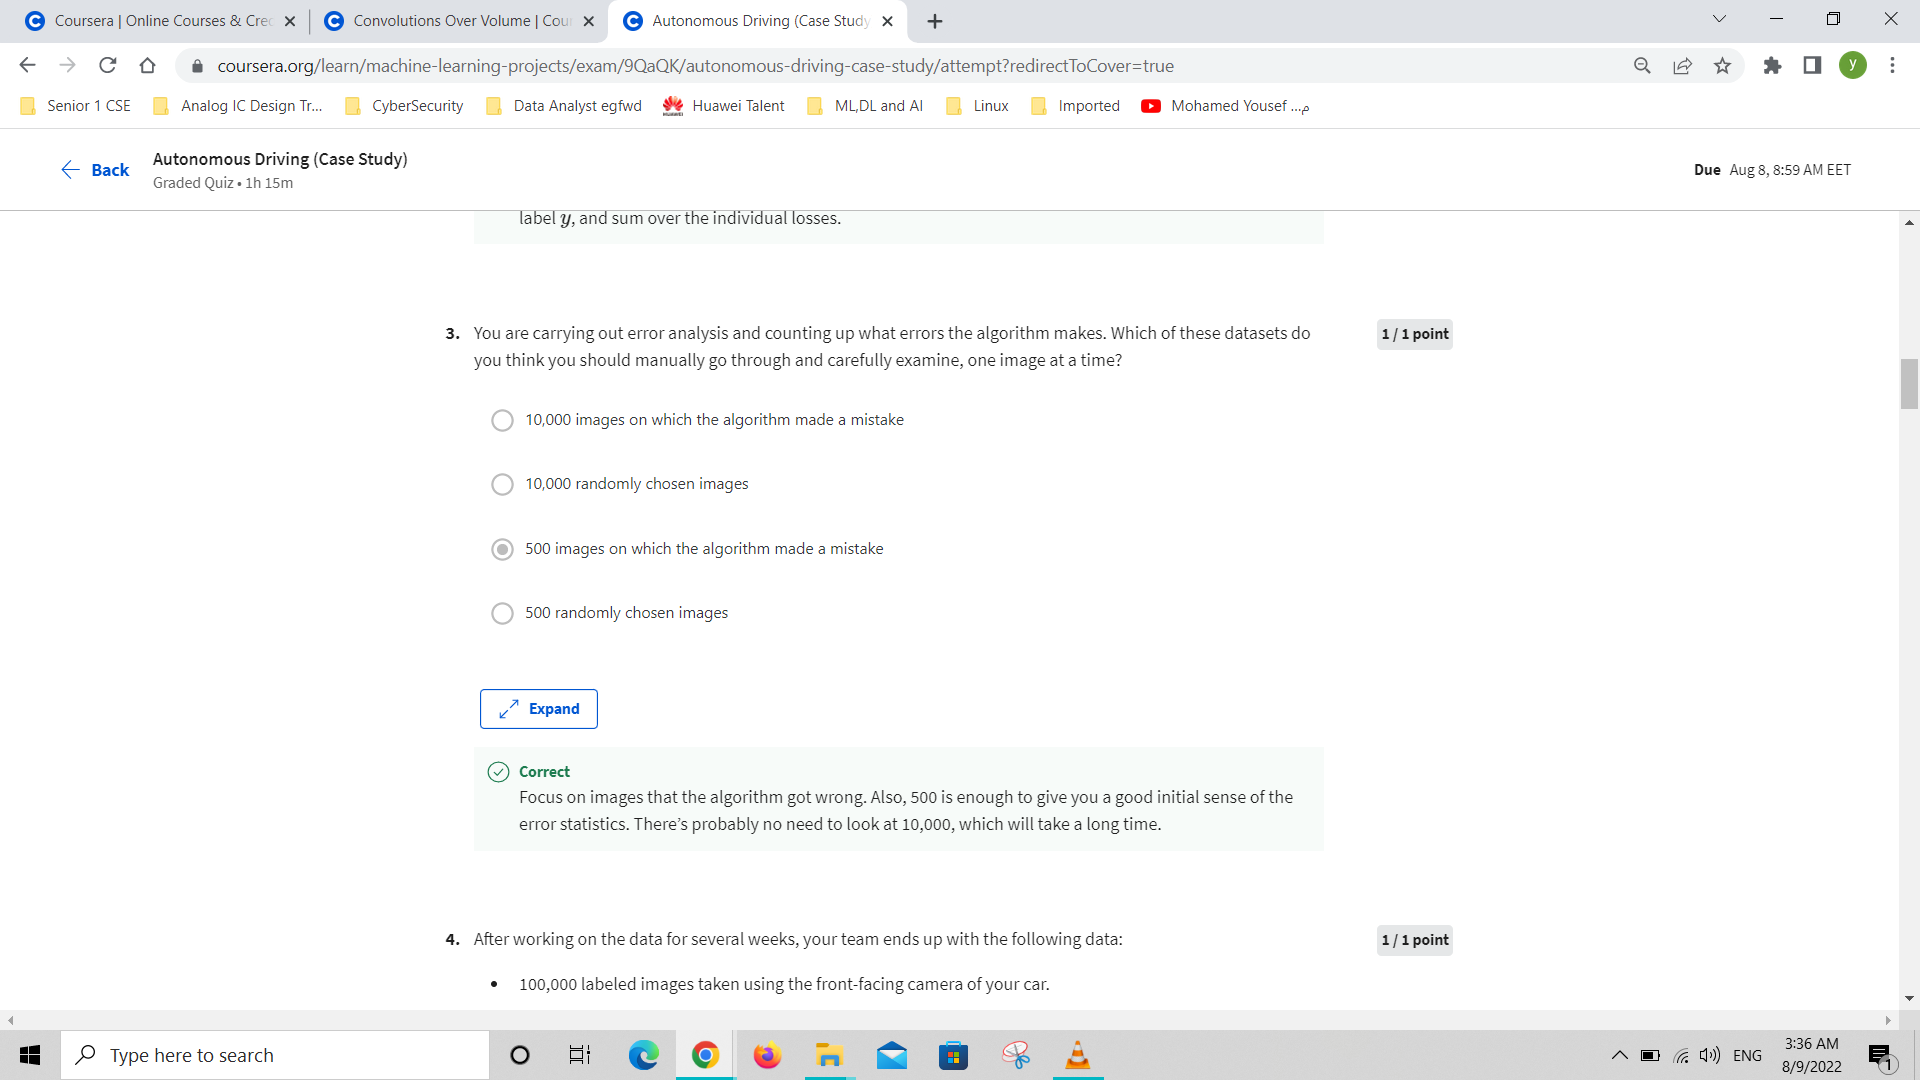 Coursera | Online Courses & Crec
Convolutions Over Volume | Cour
Autonomous Driving (Case Study
coursera.org/learn/machine-learning-projects/exam/9QaQK/autonomous-driving-case-study/attempt?redirectToCover=true
y
Senior 1 CSE
Analog IC Design Tr...
CyberSecurity
Data Analyst egfwd
Huawei Talent
ML,DL and AI
Linux
Imported
Mohamed Yousef ...م
Back
Autonomous Driving (Case Study)
Graded Quiz • 1h 15m
Due Aug 8, 8:59 AM EET
label y, and sum over the individual losses.
3. You are carrying out error analysis and counting up what errors the algorithm makes. Which of these datasets do
you think you should manually go through and carefully examine, one image at a time?
1 / 1 point
10,000 images on which the algorithm made a mistake
10,000 randomly chosen images
500 images on which the algorithm made a mistake
500 randomly chosen images
Expand
Correct
Focus on images that the algorithm got wrong. Also, 500 is enough to give you a good initial sense of the
error statistics. There’s probably no need to look at 10,000, which will take a long time.
4. After working on the data for several weeks, your team ends up with the following data:
1 / 1 point
• 100,000 labeled images taken using the front-facing camera of your car.
Type here to search
ENG
3:36 AM
8/9/2022
1